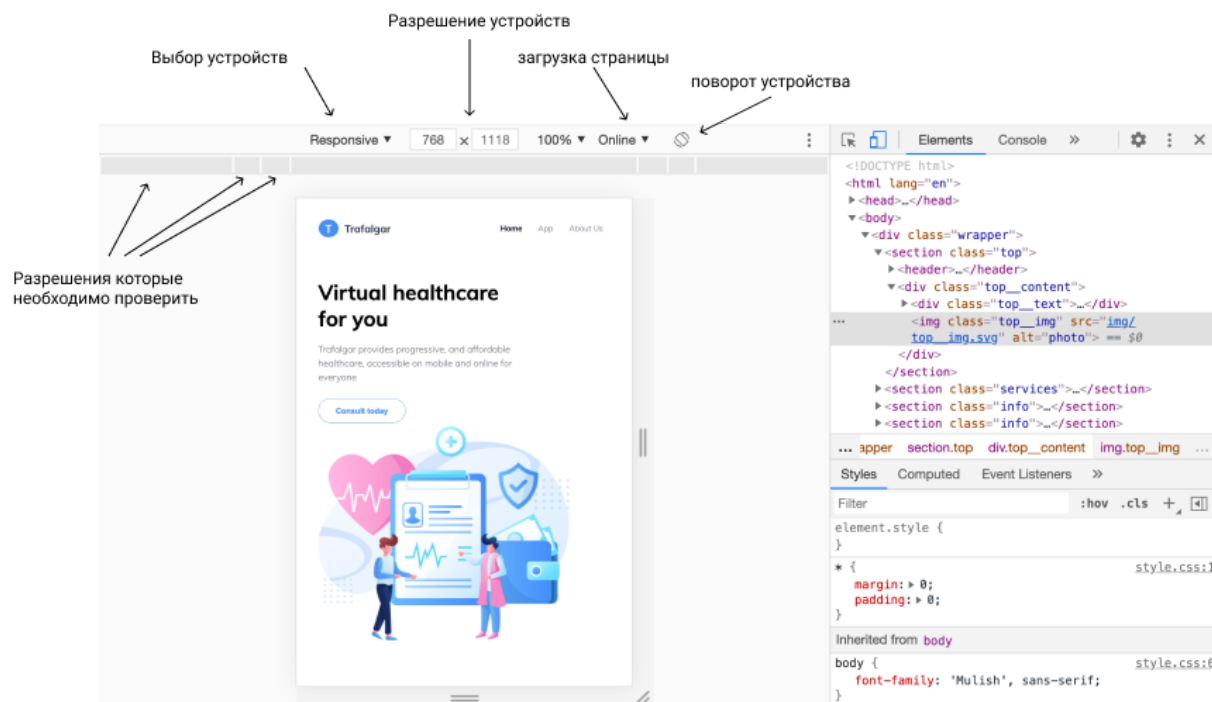 Разрешение устройств
Выбор устройств
загрузка страницы
поворот устройства
Responsive ▼ 768 × 1118 100% ▼ Online ▼
Разрешения которые
необходимо проверить
T Trafalgar Home App About Us
Virtual healthcare
for you
Trafalgar provides progressive, and affordable
healthcare, accessible on mobile and online for
everyone
Consult today
Elements Console »
<!DOCTYPE html>
<html lang="en">
▶<head>…</head>
▼<body>
▼<div class="wrapper">
▼<section class="top">
▶<header>…</header>
▼<div class="top__content">
▶<div class="top__text">…</div>
<img class="top__img" src="img/
top__img.svg" alt="photo"> == $0
</div>
</section>
▶<section class="services">…</section>
▶<section class="info">…</section>
▶<section class="info">…</section>
... apper section.top div.top__content img.top__img ...
Styles Computed Event Listeners »
Filter :hov .cls +
element.style {
}
* { style.css:1
margin:▶ 0;
padding:▶ 0;
}
Inherited from body
body { style.css:6
font-family: 'Mulish', sans-serif;
}